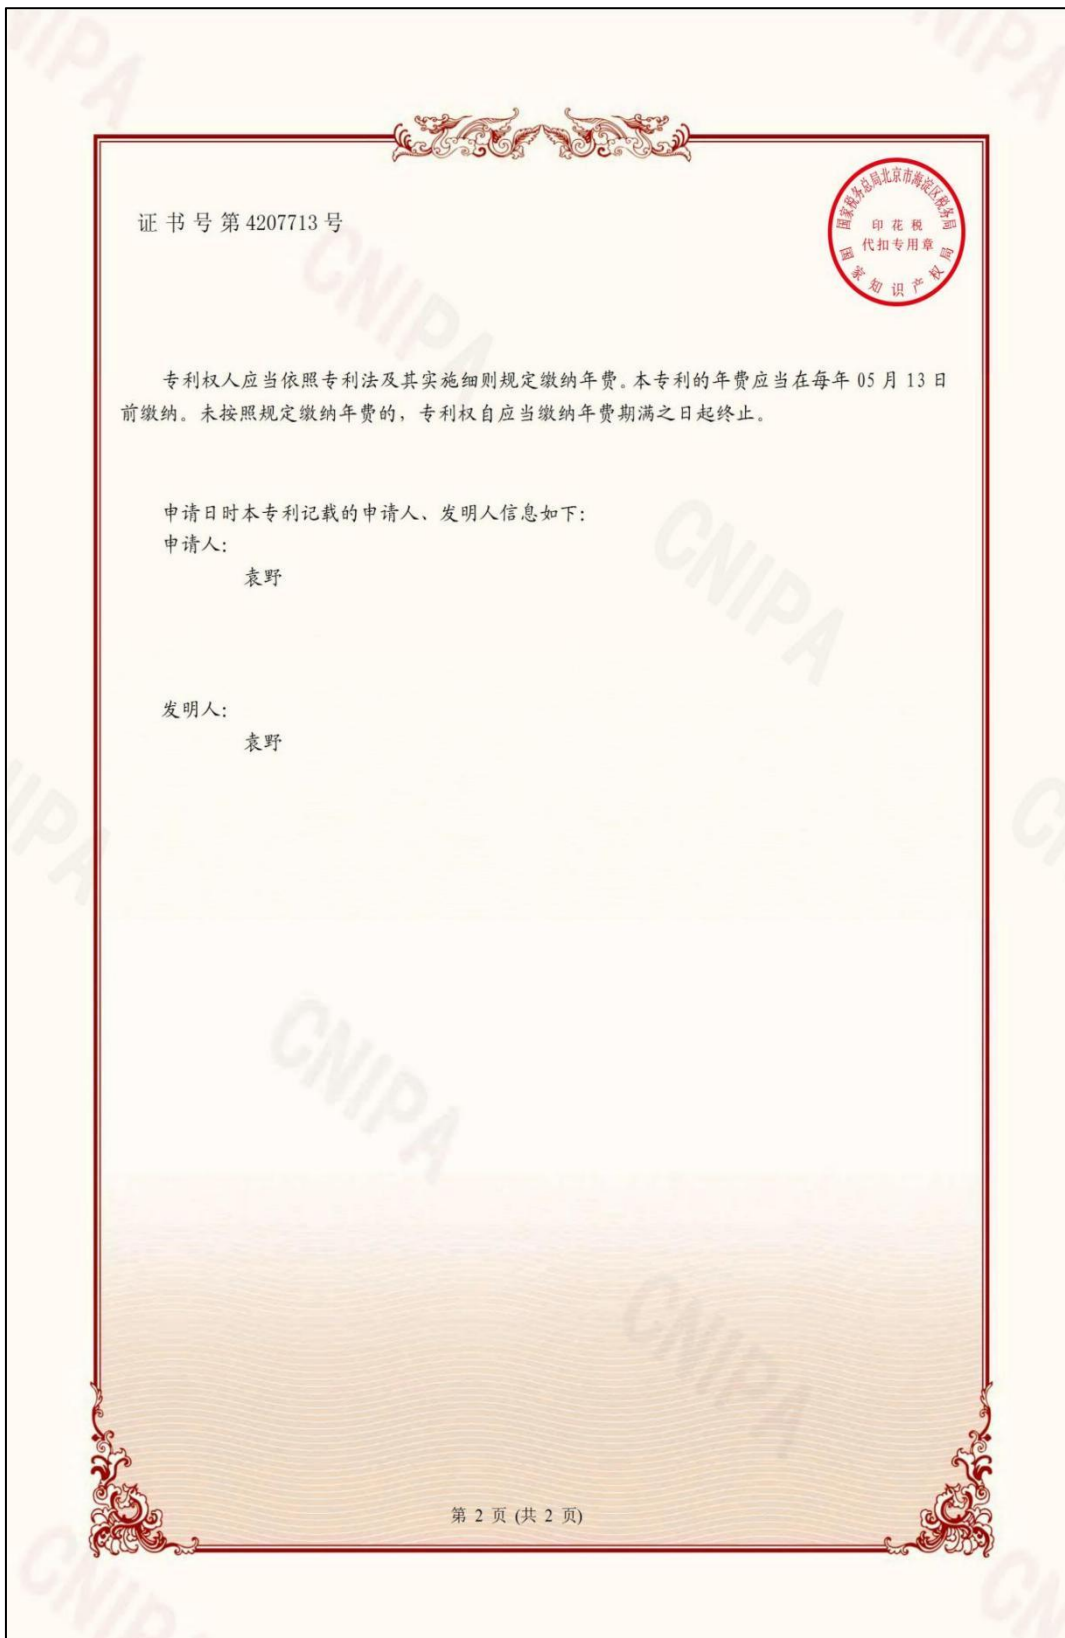 证书号第4207713号
国家税务总局北京市海淀区税务局
印花税
代扣专用章
国家知识产权局
专利权人应当依照专利法及其实施细则规定缴纳年费。本专利的年费应当在每年 05 月 13 日
前缴纳。未按照规定缴纳年费的，专利权自应当缴纳年费期满之日起终止。
申请日时本专利记载的申请人、发明人信息如下：
申请人：
袁野
发明人：
袁野
第 2 页 (共 2 页)
CNIPA
CNIPA
CNIPA
CNIPA